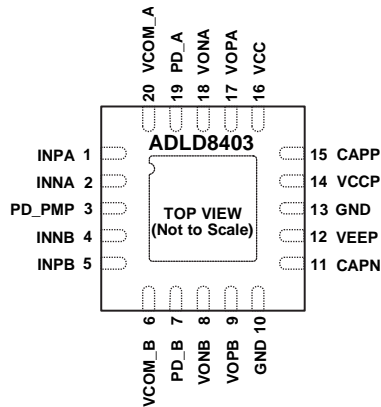 20 VCOM_A
19 PD_A
18 VONA
17 VOPA
16 VCC
ADLD8403
INPA 1
INNA 2
PD_PMP 3
INNB 4
INPB 5
TOP VIEW
(Not to Scale)
15 CAPP
14 VCCP
13 GND
12 VEEP
11 CAPN
VCOM_B 6
PD_B 7
VONB 8
VOPB 9
GND 10